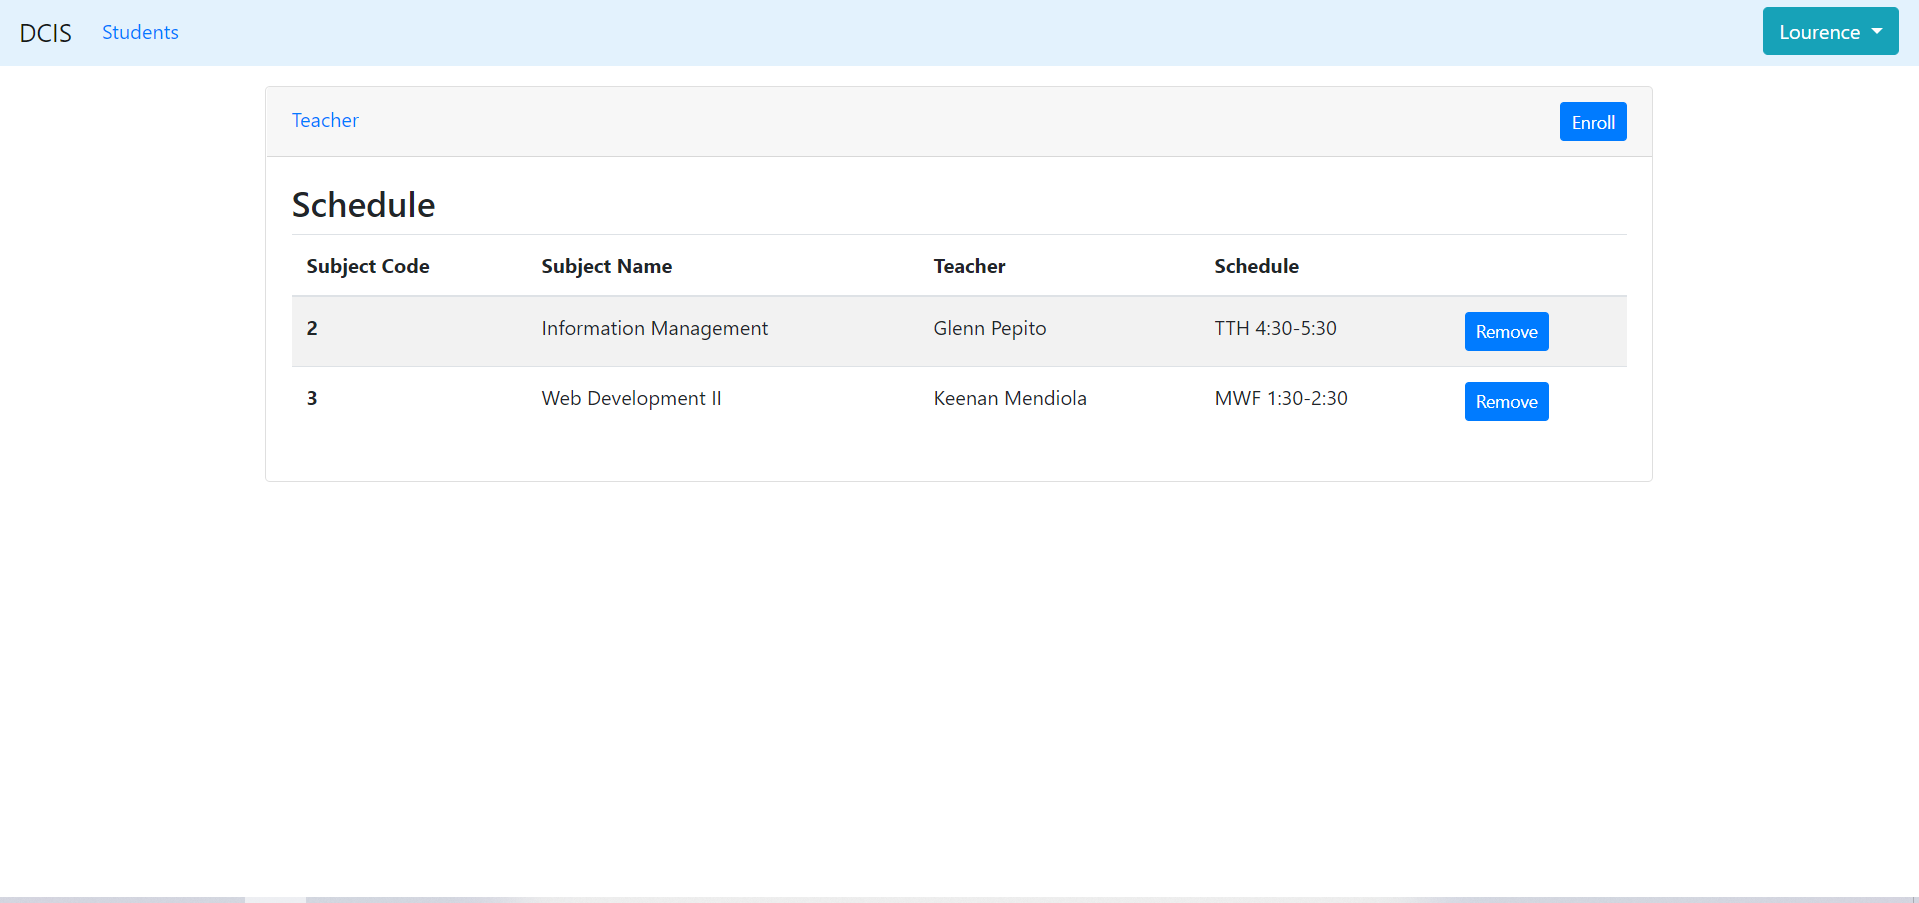 DCIS Students Lourence
Teacher Enroll
Schedule
Subject Code Subject Name Teacher Schedule
2 Information Management Glenn Pepito TTH 4:30-5:30 Remove
3 Web Development II Keenan Mendiola MWF 1:30-2:30 Remove